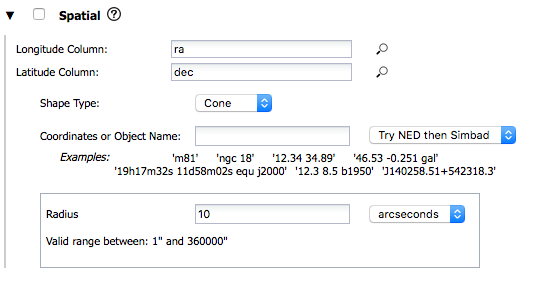 Spatial ?
Longitude Column: ra
Latitude Column: dec
Shape Type: Cone
Coordinates or Object Name: Try NED then Simbad
Examples: 'm81' 'ngc 18' '12.34 34.89' '46.53 -0.251 gal'
'19h17m32s 11d58m02s equ j2000' '12.3 8.5 b1950' 'J140258.51+542318.3'
Radius 10 arcseconds
Valid range between: 1" and 360000"